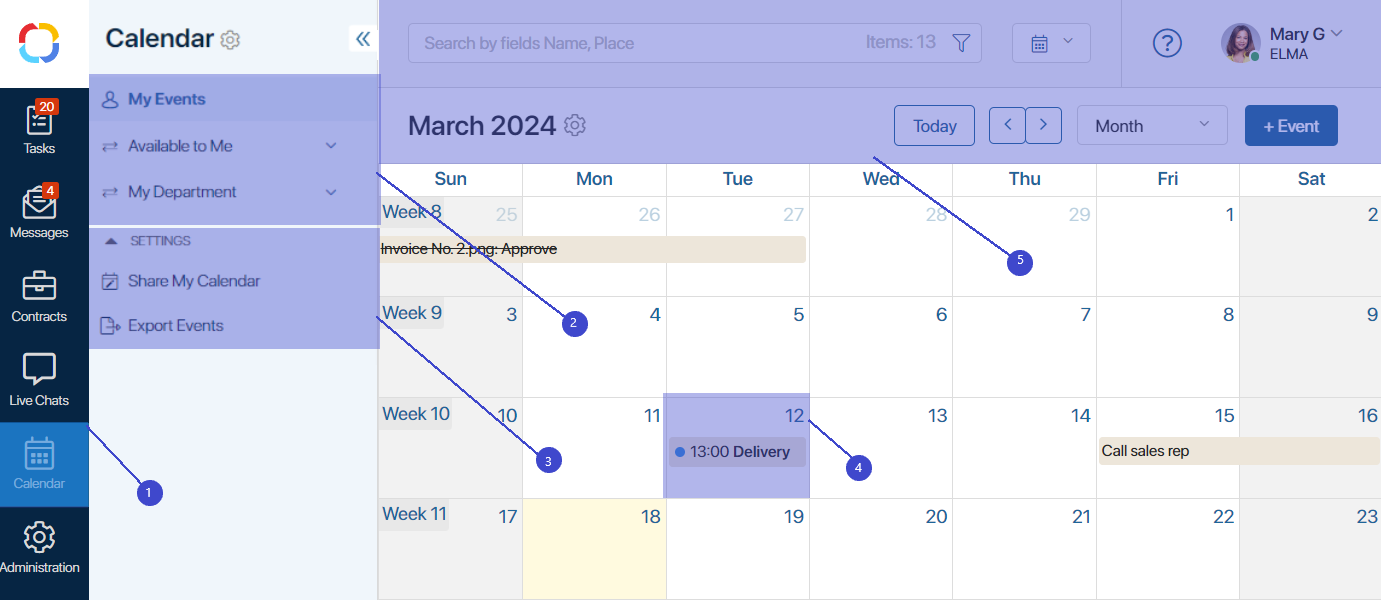 Calendar
Search by fields Name, Place Items: 13
?
Mary G
ELMA
20
Tasks
4
Messages
Contracts
Live Chats
Calendar
Administration
My Events
Available to Me
My Department
SETTINGS
Share My Calendar
Export Events
March 2024
Today
Month
+ Event
Sun Mon Tue Wed Thu Fri Sat
Week 8 25 26 27 28 29 1 2
Invoice No. 2.png: Approve
5
Week 9 3 4 5 6 7 8 9
2
Week 10 10 11 12 13 14 15 16
13:00 Delivery
Call sales rep
3
4
1
Week 11 17 18 19 20 21 22 23